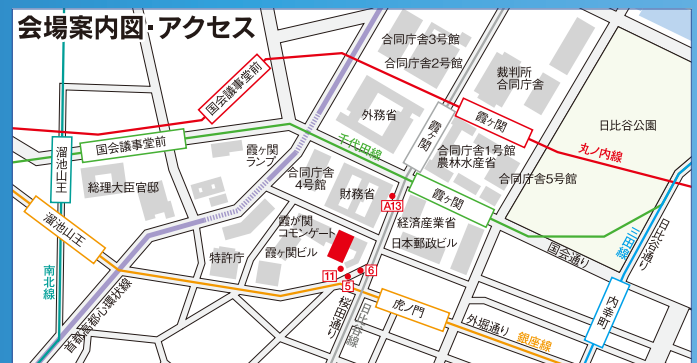 会場案内図・アクセス
合同庁舎3号館
合同庁舎2号館
裁判所
合同庁舎
国会議事堂前
外務省
霞ヶ関
霞ヶ関
日比谷公園
丸ノ内線
溜池山王
国会議事堂前
霞ヶ関
ランプ
千代田線
合同庁舎1号館
農林水産省
合同庁舎5号館
総理大臣官邸
合同庁舎
4号館
財務省
霞ヶ関
A13
溜池山王
霞が関
コモンゲート
経済産業省
日本郵政ビル
国会通り
三田線
日比谷通り
特許庁
霞ヶ関ビル
11
5
6
南北線
首都高都心環状線
桜田通り
日比谷線
虎ノ門
外堀通り
銀座線
内幸町